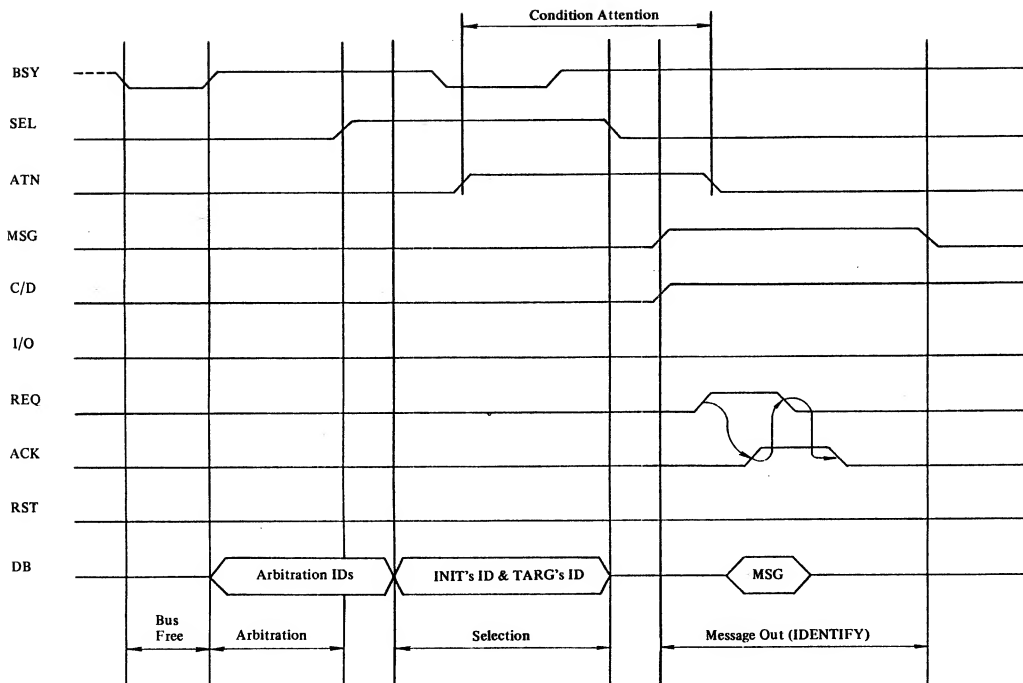 Condition Attention
BSY
SEL
ATN
MSG
C/D
I/O
REQ
ACK
RST
DB
Arbitration IDs
INIT's ID & TARG's ID
MSG
Bus
Free
Arbitration
Selection
Message Out (IDENTIFY)